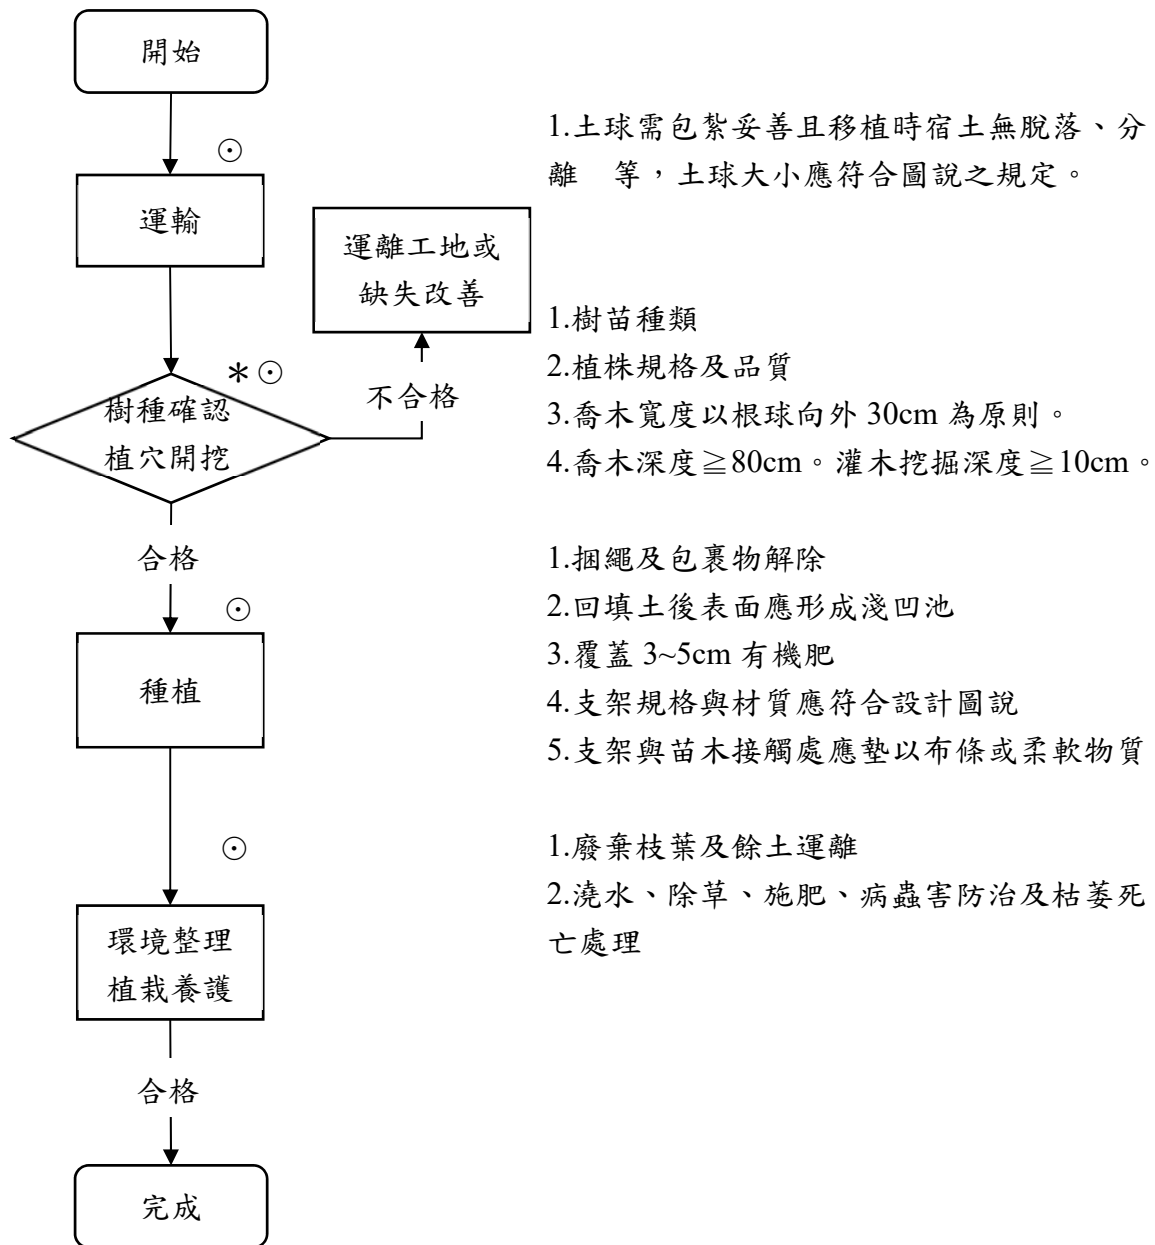 開始
⊙
1.土球需包紮妥善且移植時宿土無脫落、分
離　等，土球大小應符合圖說之規定。
運輸
運離工地或
缺失改善
1.樹苗種類
2.植株規格及品質
3.喬木寬度以根球向外 30cm 為原則。
4.喬木深度≧80cm。灌木挖掘深度≧10cm。
＊⊙
樹種確認
植穴開挖
不合格
合格
⊙
1.捆繩及包裹物解除
2.回填土後表面應形成淺凹池
3.覆蓋 3~5cm 有機肥
4.支架規格與材質應符合設計圖說
5.支架與苗木接觸處應墊以布條或柔軟物質
種植
⊙
1.廢棄枝葉及餘土運離
2.澆水、除草、施肥、病蟲害防治及枯萎死
亡處理
環境整理
植栽養護
合格
完成